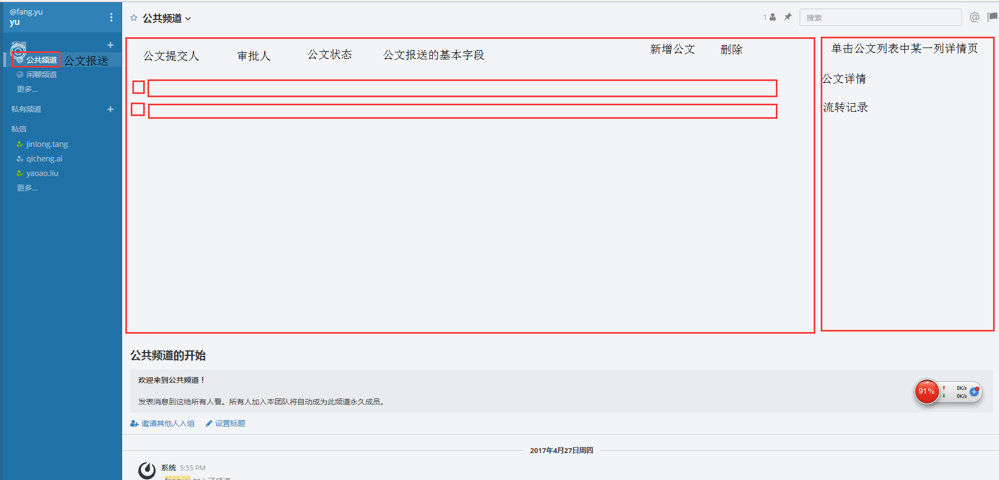 @fang.yu
yu
频道
公共频道 公文报送
闲聊频道
更多...
私有频道
私信
jinlong.tang
qicheng.ai
yaoao.liu
更多...
公共频道
1
搜索
@
公文提交人 审批人 公文状态 公文报送的基本字段 新增公文 删除
单击公文列表中某一列详情页
公文详情
流转记录
公共频道的开始
欢迎来到公共频道！
发表消息到这给所有人看。所有人加入本团队将自动成为此频道永久成员。
91%
0K/s
0K/s
邀请其他人入组 设置标题
2017年4月27日周四
系统 5:55 PM
fang.yu 加入了频道